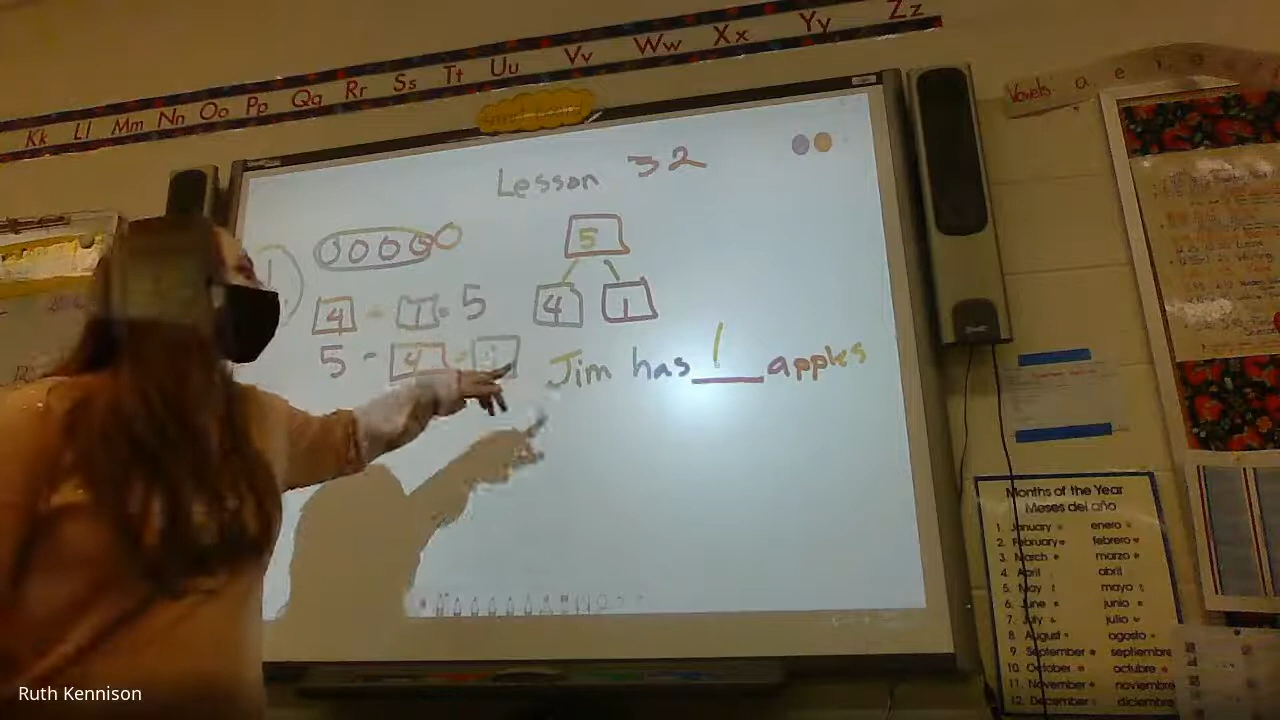 Kk Ll Mm Nn Oo Pp Qq Rr Ss Tt Uu Vv Ww Xx Yy Zz
Vowels a e i o
Lesson 32
5
4 1
4 1 = 5
5 - 4 =
Jim has 1 apples
Months of the Year
Meses del año
1. January enero
2. February febrero
3. March marzo
4. April abril
5. May mayo
6. June junio
7. July julio
8. August agosto
9. September septiembre
10. October octubre
11. November noviembre
12. December diciembre
Ruth Kennison